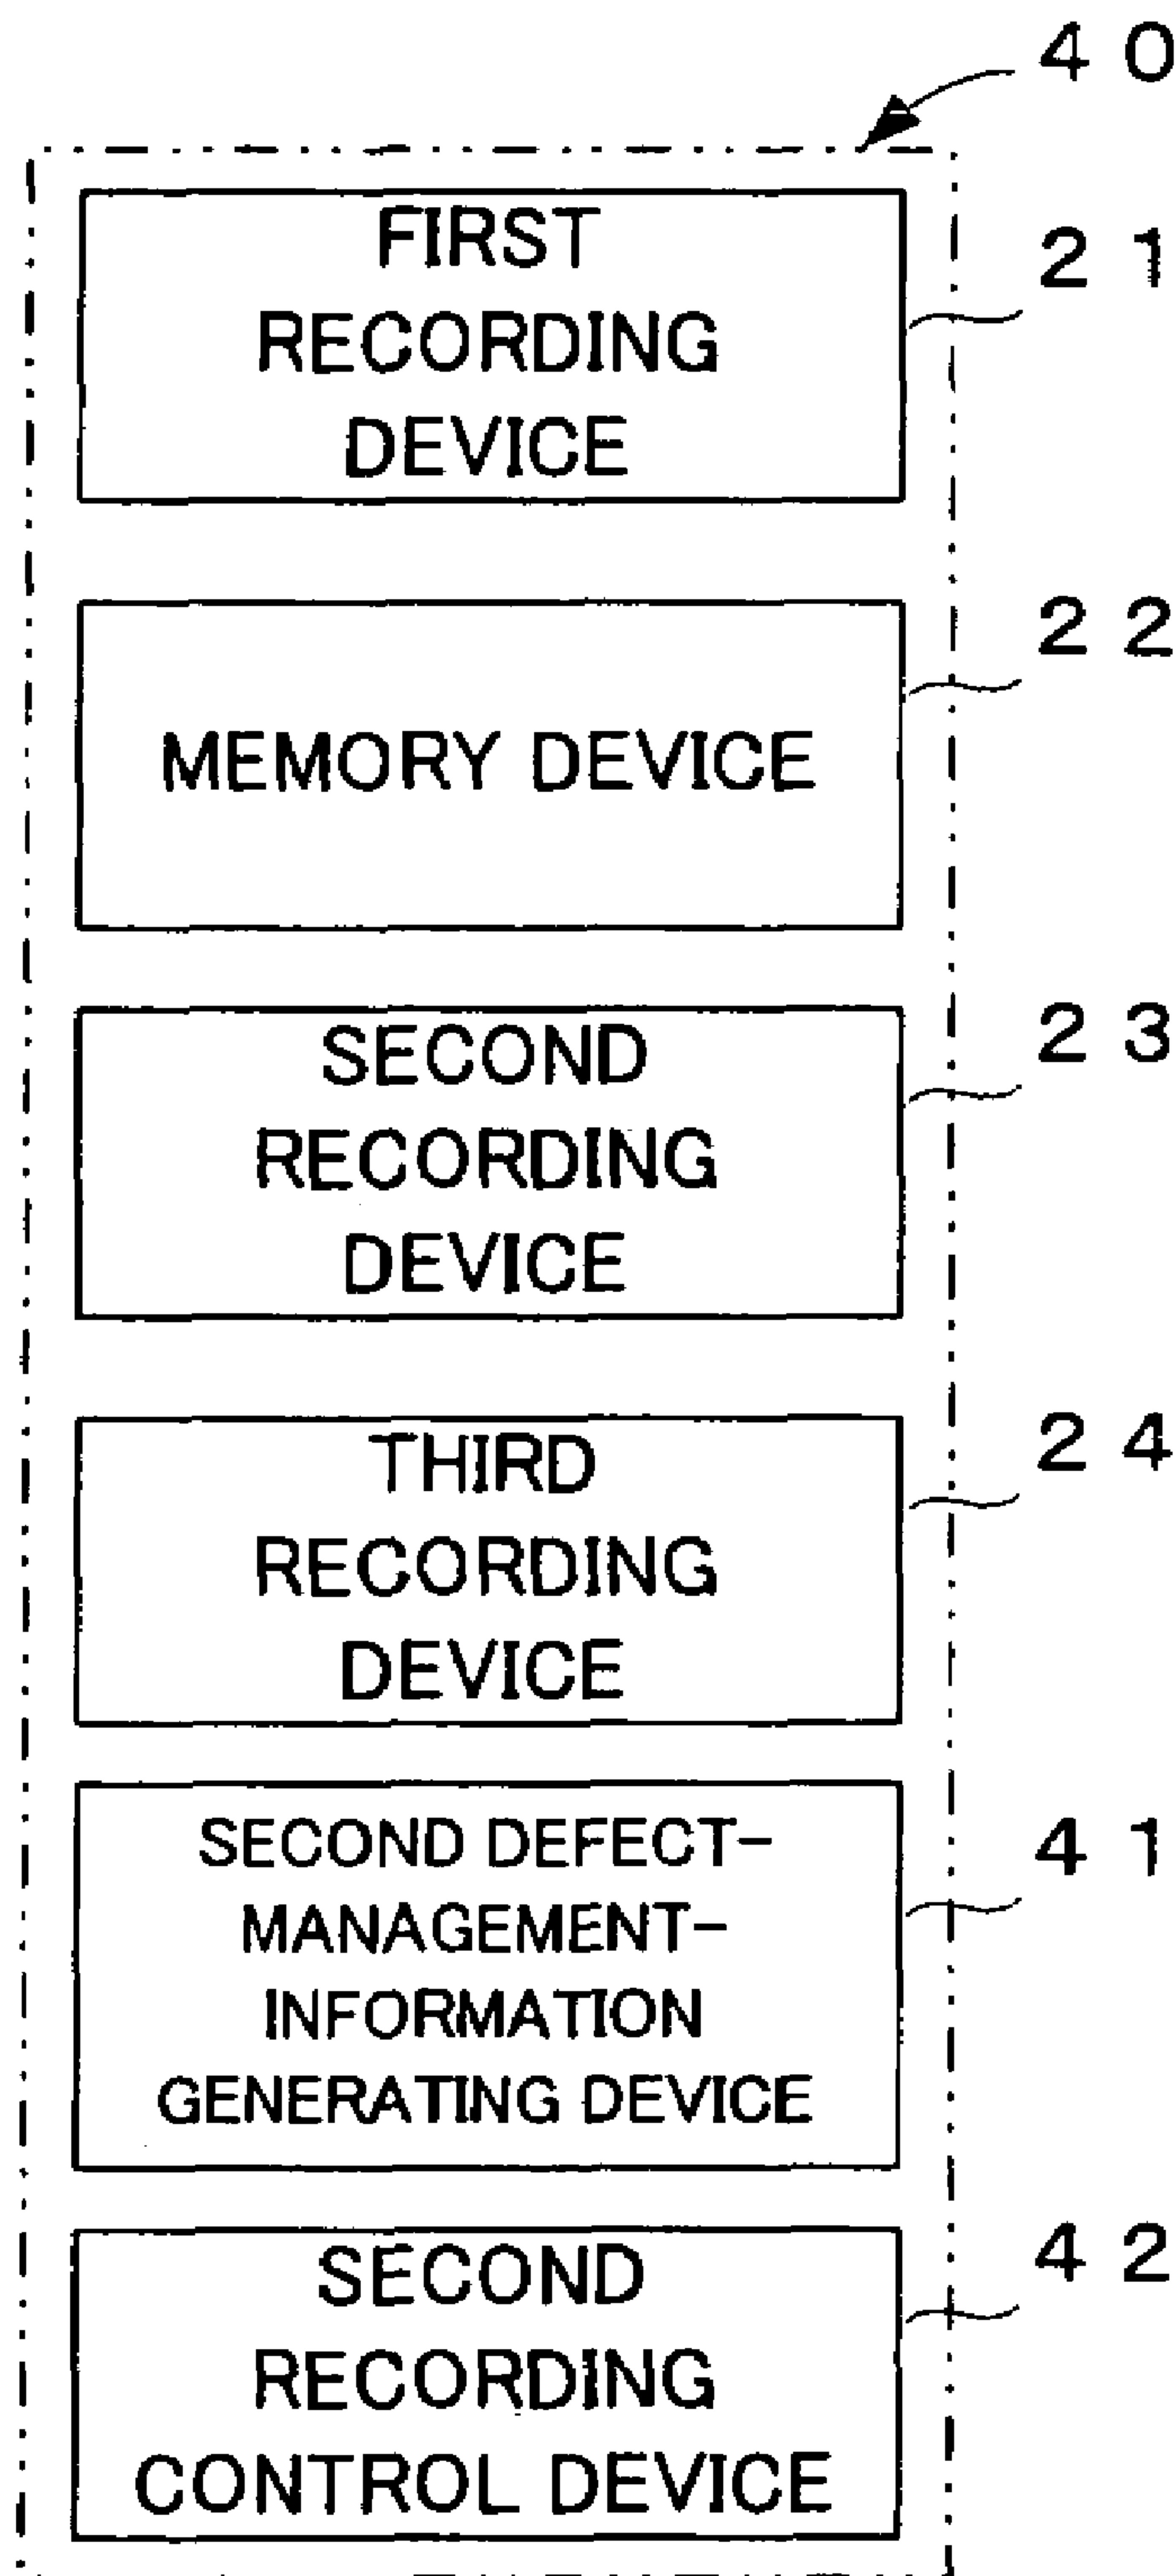 40
FIRST
RECORDING
DEVICE
21
MEMORY DEVICE
22
SECOND
RECORDING
DEVICE
23
THIRD
RECORDING
DEVICE
24
SECOND DEFECT-
MANAGEMENT-
INFORMATION
GENERATING DEVICE
41
SECOND
RECORDING
CONTROL DEVICE
42